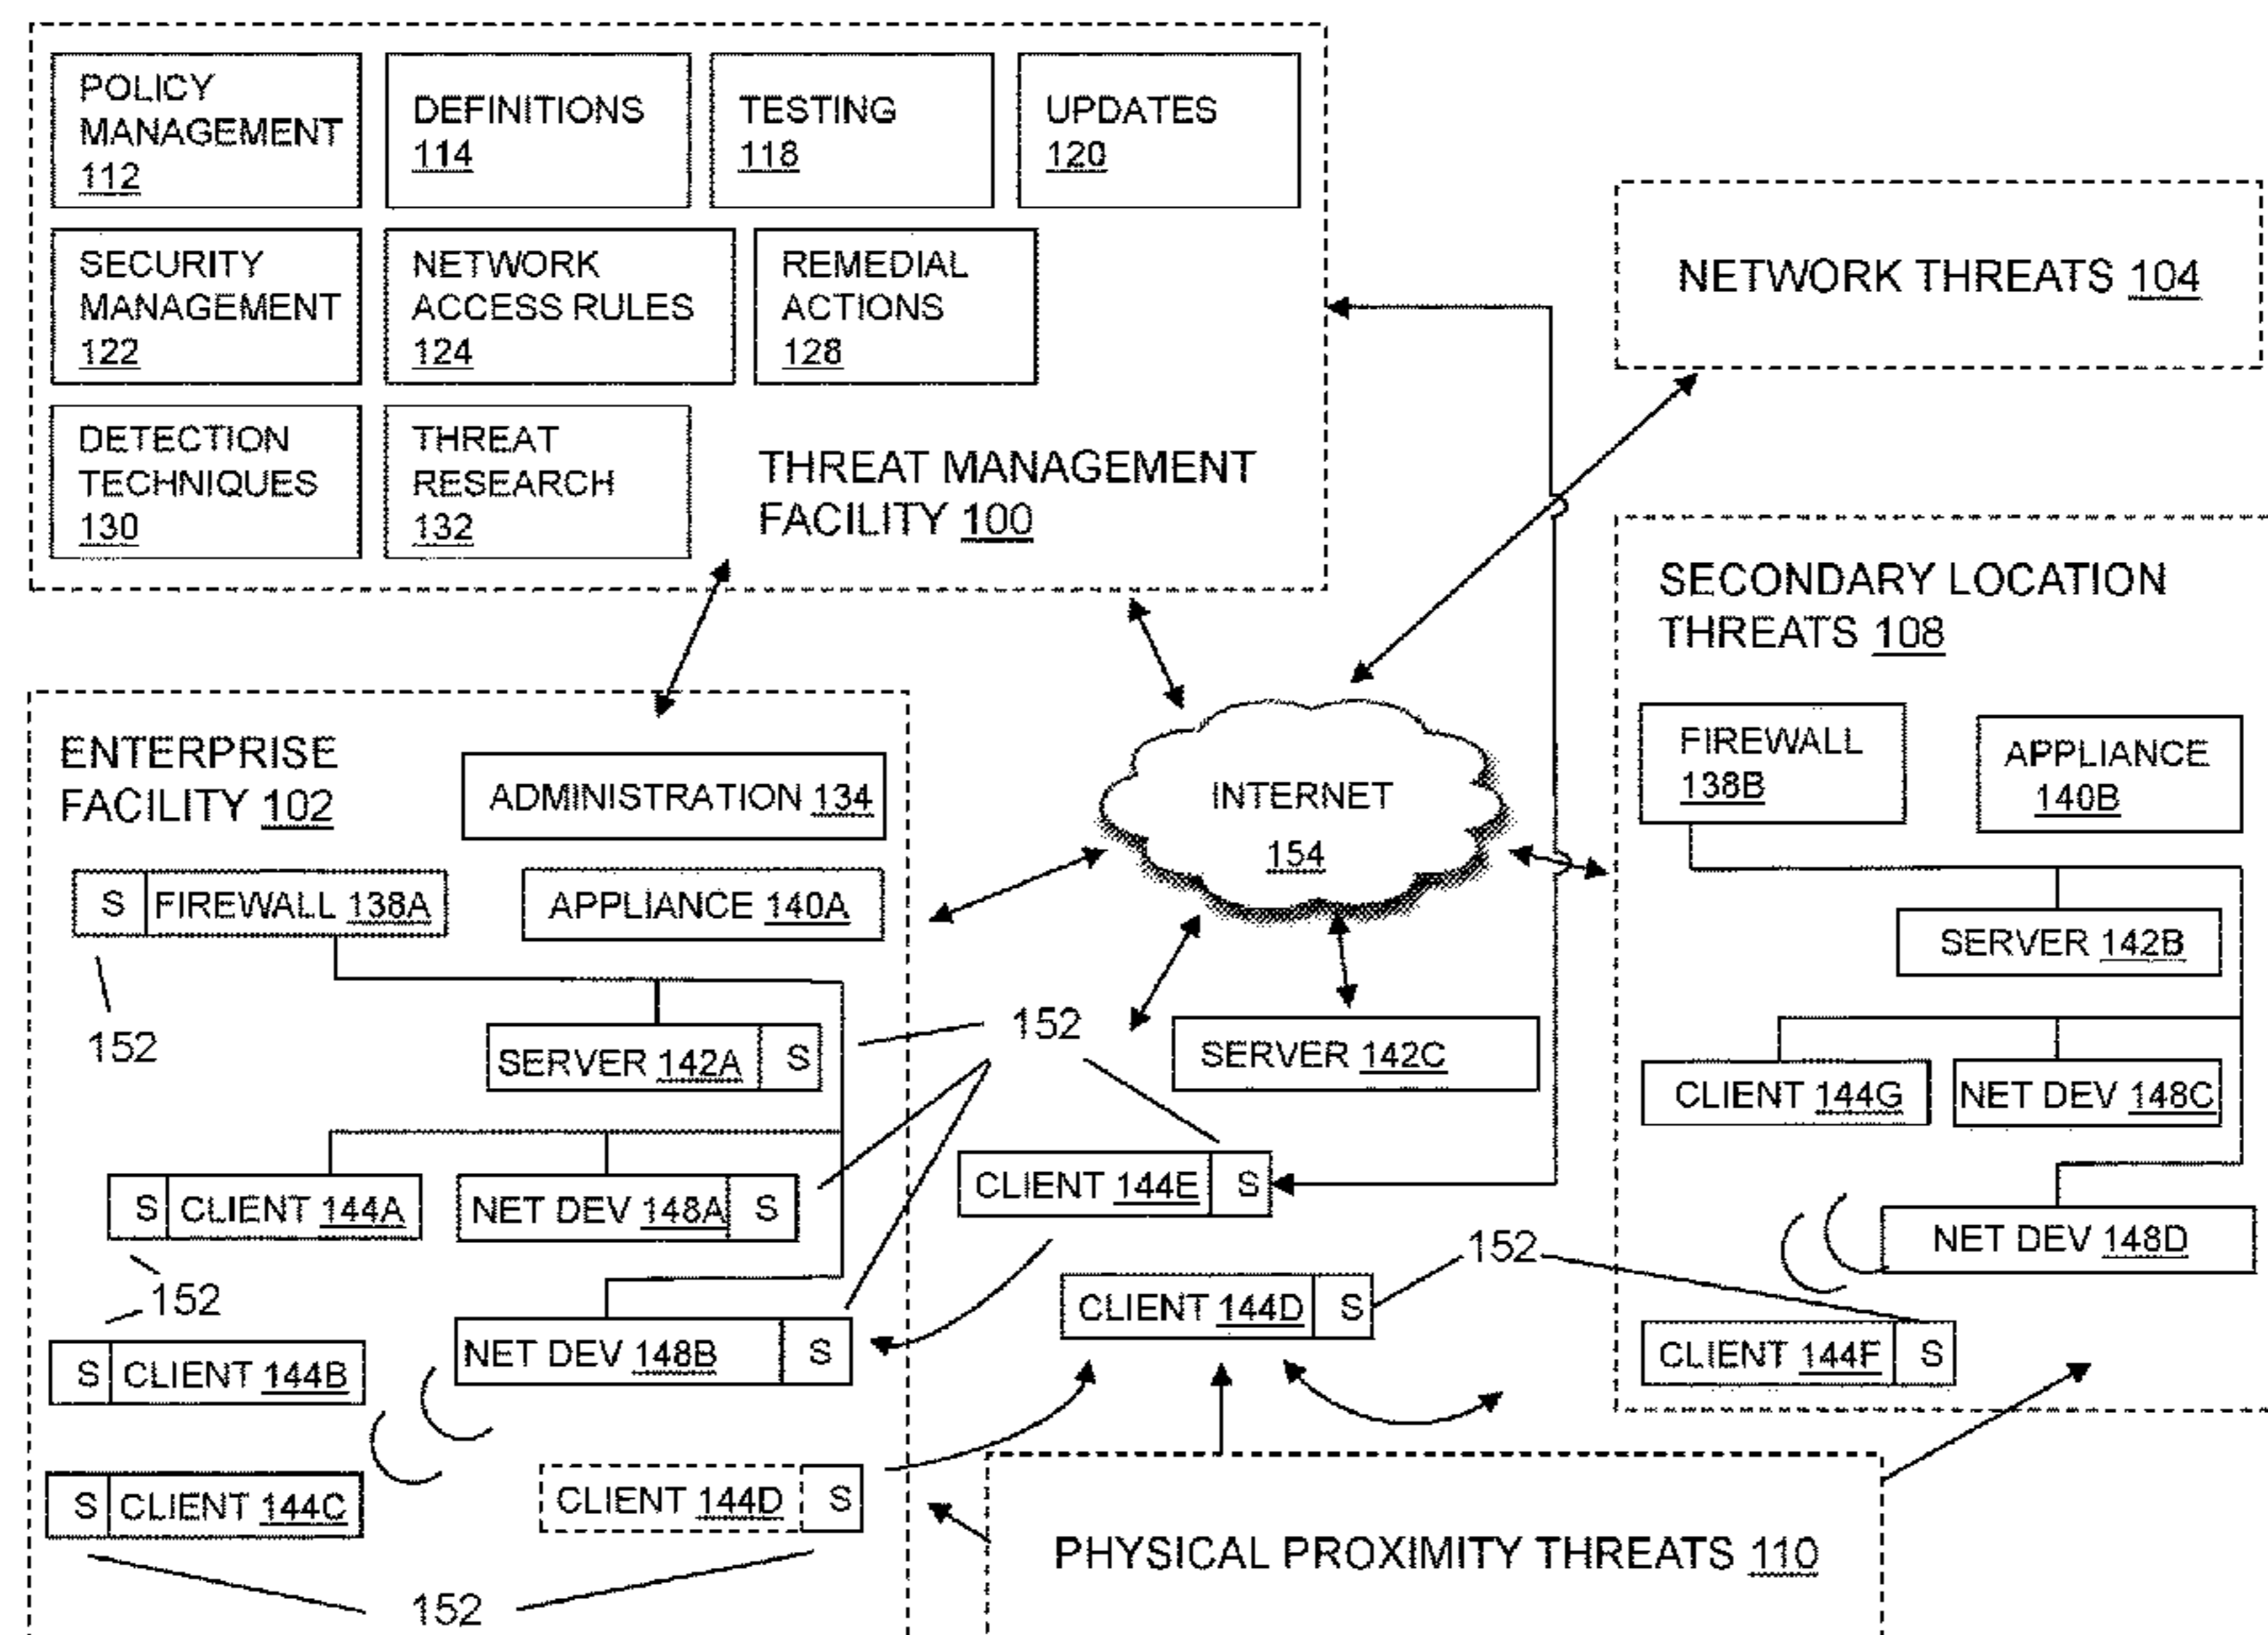 POLICY
MANAGEMENT
112
DEFINITIONS
114
TESTING
118
UPDATES
120
SECURITY
MANAGEMENT
122
NETWORK
ACCESS RULES
124
REMEDIAL
ACTIONS
128
DETECTION
TECHNIQUES
130
THREAT
RESEARCH
132
THREAT MANAGEMENT
FACILITY 100
NETWORK THREATS 104
SECONDARY LOCATION
THREATS 108
FIREWALL
138B
APPLIANCE
140B
SERVER 142B
CLIENT 144G
NET DEV 148C
NET DEV 148D
CLIENT 144F S
ENTERPRISE
FACILITY 102
ADMINISTRATION 134
S FIREWALL 138A
APPLIANCE 140A
152
SERVER 142A S
S CLIENT 144A
NET DEV 148A S
152
S CLIENT 144B
NET DEV 148B S
S CLIENT 144C
CLIENT 144D S
152
INTERNET
154
152
SERVER 142C
CLIENT 144E S
152
CLIENT 144D S
PHYSICAL PROXIMITY THREATS 110